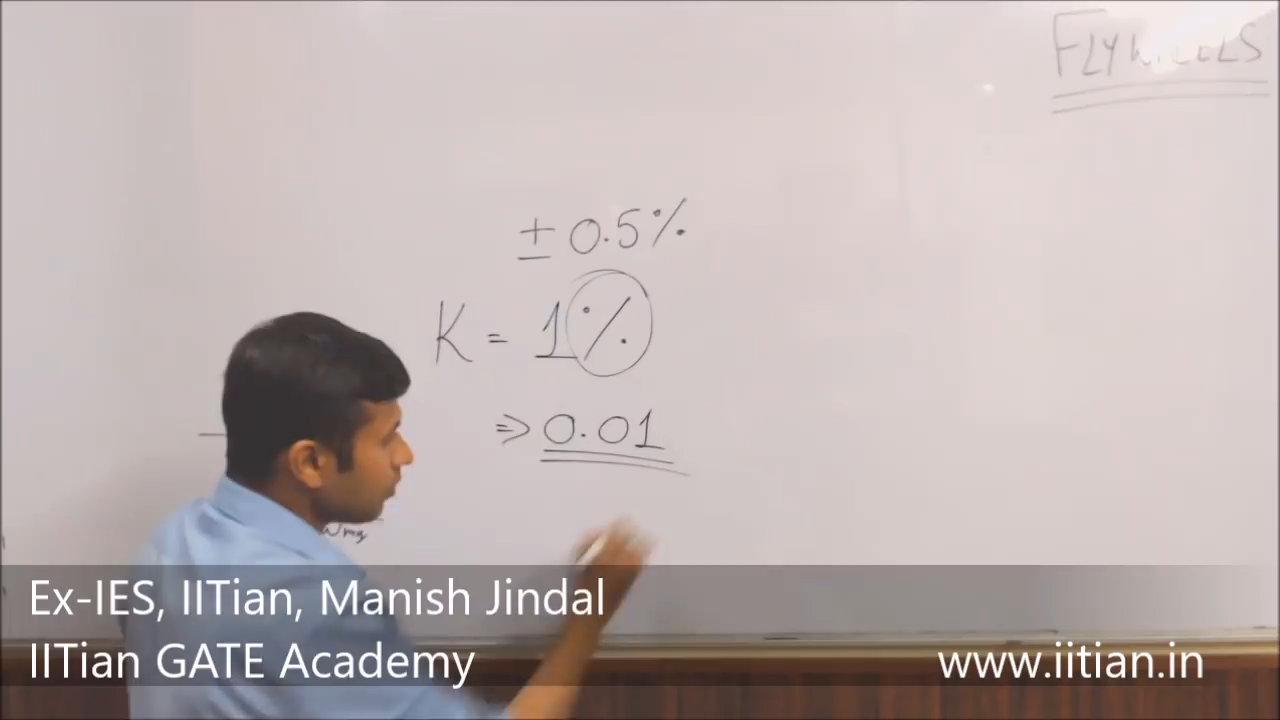 FLYWHEELS
± 0.5%
K = 1%
⇒ 0.01
Ex-IES, IITian, Manish Jindal
IITian GATE Academy
www.iitian.in